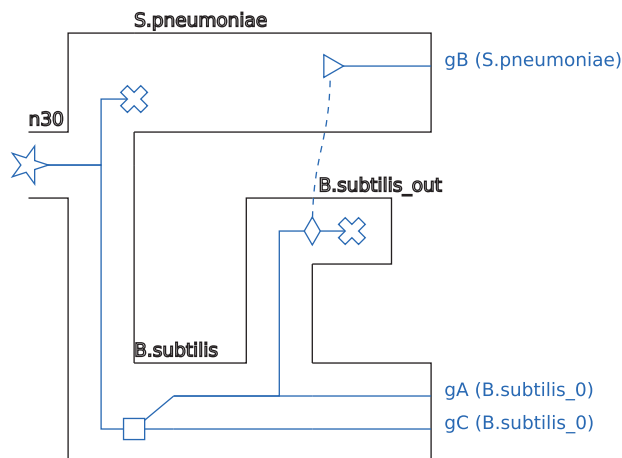 S.pneumoniae
gB (S.pneumoniae)
n30
B.subtilis_out
B.subtilis
gA (B.subtilis_0)
gC (B.subtilis_0)